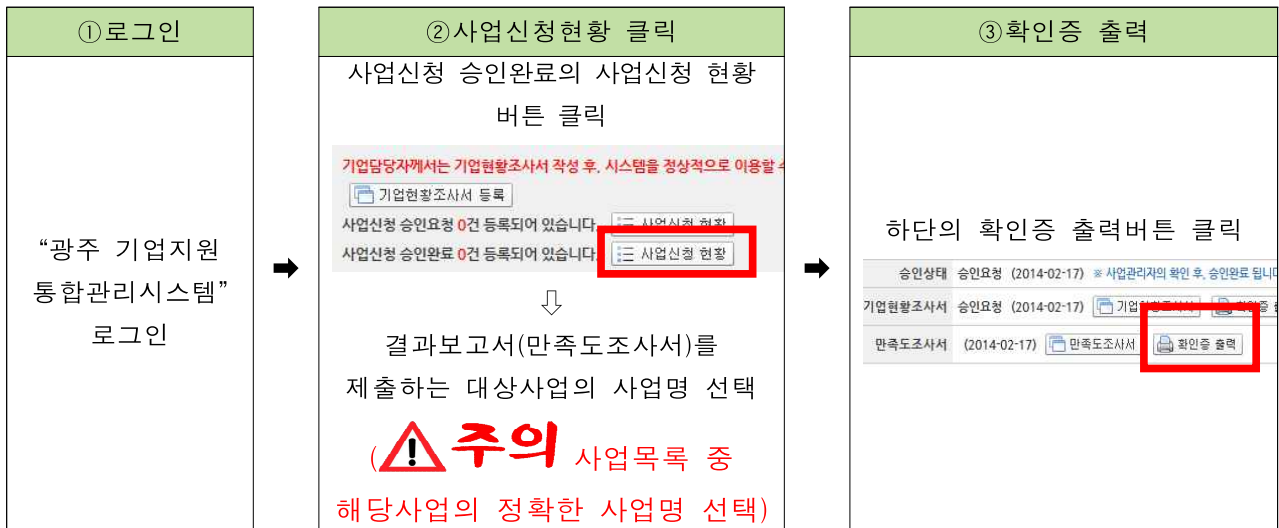 ①로그인
“광주 기업지원
통합관리시스템”
로그인
②사업신청현황 클릭
사업신청 승인완료의 사업신청 현황
버튼 클릭
기업담당자께서는 기업현황조사서 작성 후, 시스템을 정상적으로 이용할
기업현황조사서 등록
사업신청 승인요청 0건 등록되어 있습니다. 사업신청 현황
사업신청 승인완료 0건 등록되어 있습니다. 사업신청 현황
결과보고서(만족도조사서)를
제출하는 대상사업의 사업명 선택
(주의 사업목록 중
해당사업의 정확한 사업명 선택)
③확인증 출력
하단의 확인증 출력버튼 클릭
승인상태 승인요청 (2014-02-17) ※ 사업관리자의 확인 후, 승인완료 됩니다
기업현황조사서 승인요청 (2014-02-17) 기업현황조사서 확인증
만족도조사서 (2014-02-17) 만족도조사서 확인증 출력